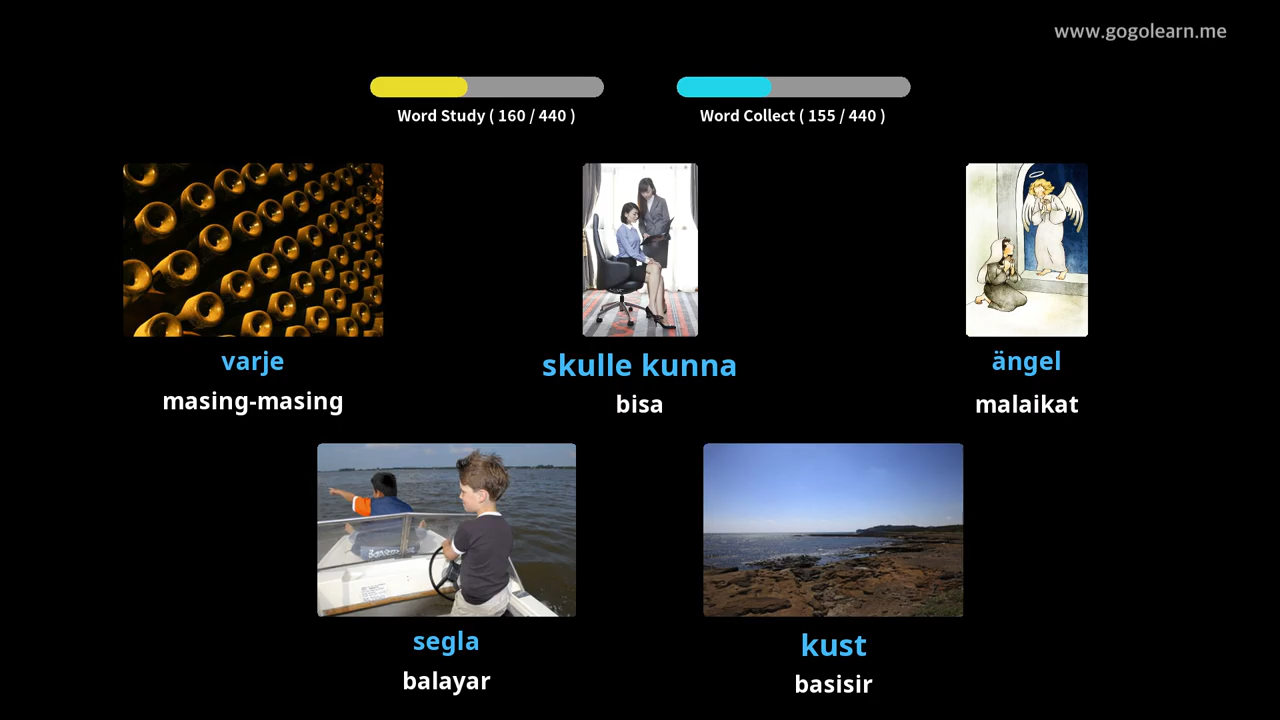 www.gogolearn.me
Word Study ( 160 / 440 )
Word Collect ( 155 / 440 )
varje
masing-masing
skulle kunna
bisa
ängel
malaikat
segla
balayar
kust
basisir